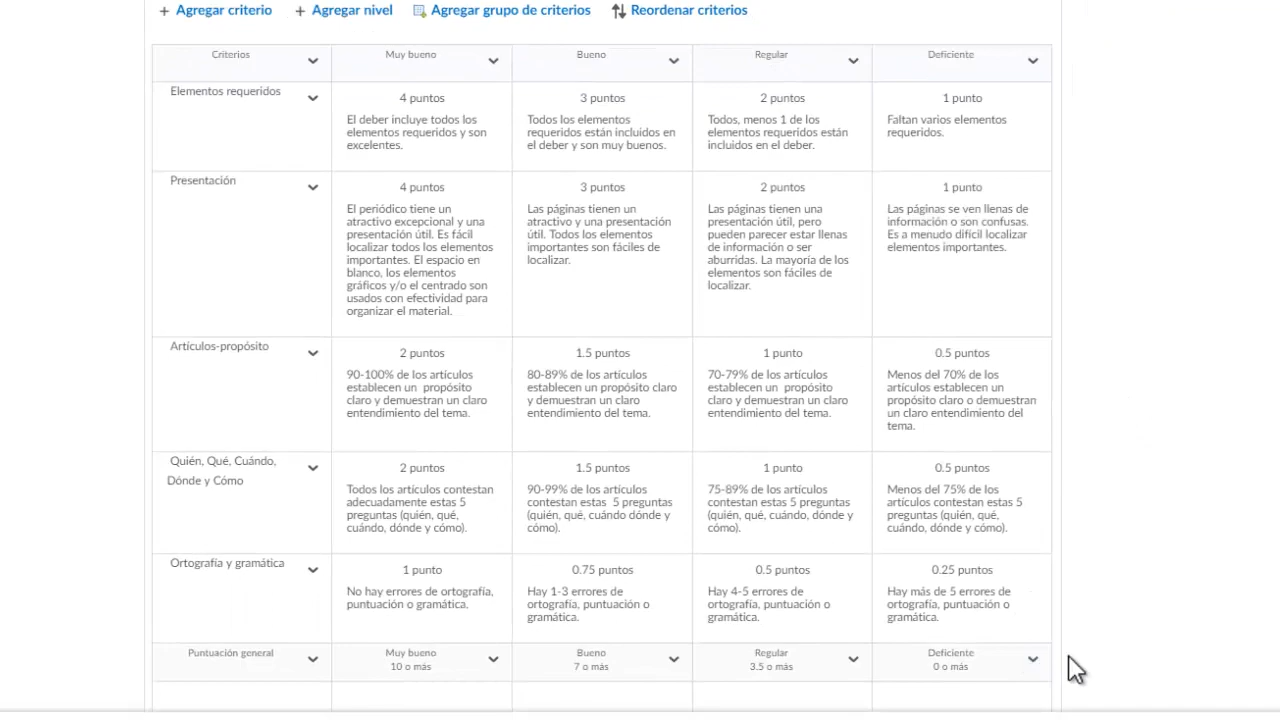 Agregar criterio Agregar nivel Agregar grupo de criterios Reordenar criterios
Criterios Muy bueno Bueno Regular Deficiente
Elementos requeridos
4 puntos
El deber incluye todos los
elementos requeridos y son
excelentes.
3 puntos
Todos los elementos
requeridos están incluidos en
el deber y son muy buenos.
2 puntos
Todos, menos 1 de los
elementos requeridos están
incluidos en el deber.
1 punto
Faltan varios elementos
requeridos.
Presentación
4 puntos
El periódico tiene un
atractivo excepcional y una
presentación útil. Es fácil
localizar todos los elementos
importantes. El espacio en
blanco, los elementos
gráficos y/o el centrado son
usados con efectividad para
organizar el material.
3 puntos
Las páginas tienen un
atractivo y una presentación
útil. Todos los elementos
importantes son fáciles de
localizar.
2 puntos
Las páginas tienen una
presentación útil, pero
pueden parecer estar llenas
de información o ser
aburridas. La mayoría de los
elementos son fáciles de
localizar.
1 punto
Las páginas se ven llenas de
información o son confusas.
Es a menudo difícil localizar
elementos importantes.
Artículos-propósito
2 puntos
90-100% de los artículos
establecen un propósito
claro y demuestran un claro
entendimiento del tema.
1.5 puntos
80-89% de los artículos
establecen un propósito claro
y demuestran un claro
entendimiento del tema.
1 punto
70-79% de los artículos
establecen un propósito
claro y demuestran un claro
entendimiento del tema.
0.5 puntos
Menos del 70% de los
artículos establecen un
propósito claro o demuestran
un claro entendimiento del
tema.
Quién, Qué, Cuándo,
Dónde y Cómo
2 puntos
Todos los artículos contestan
adecuadamente estas 5
preguntas (quién, qué,
cuándo, dónde y cómo).
1.5 puntos
90-99% de los artículos
contestan estas 5 preguntas
(quién, qué, cuándo dónde y
cómo).
1 punto
75-89% de los artículos
contestan estas 5 preguntas
(quién, qué, cuándo, dónde y
cómo).
0.5 puntos
Menos del 75% de los
artículos contestan estas 5
preguntas (quién, qué,
cuándo, dónde y cómo).
Ortografía y gramática
1 punto
No hay errores de ortografía,
puntuación o gramática.
0.75 puntos
Hay 1-3 errores de
ortografía, puntuación o
gramática.
0.5 puntos
Hay 4-5 errores de
ortografía, puntuación o
gramática.
0.25 puntos
Hay más de 5 errores de
ortografía, puntuación o
gramática.
Puntuación general
Muy bueno
10 o más
Bueno
7 o más
Regular
3.5 o más
Deficiente
0 o más